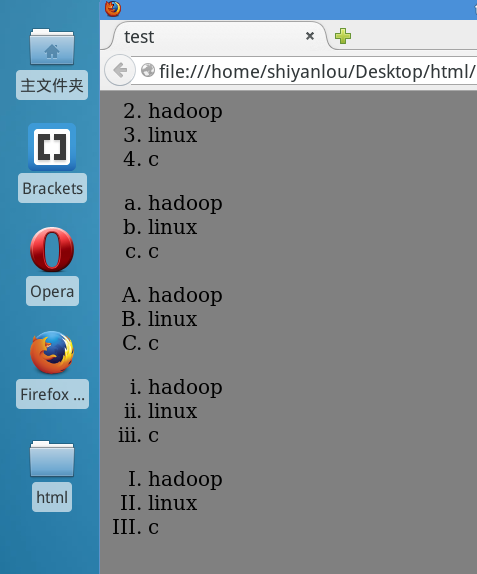 主文件夹
Brackets
Opera
Firefox ...
html
test
file:///home/shiyanlou/Desktop/html/
2. hadoop
3. linux
4. c
a. hadoop
b. linux
c. c
A. hadoop
B. linux
C. c
i. hadoop
ii. linux
iii. c
I. hadoop
II. linux
III. c